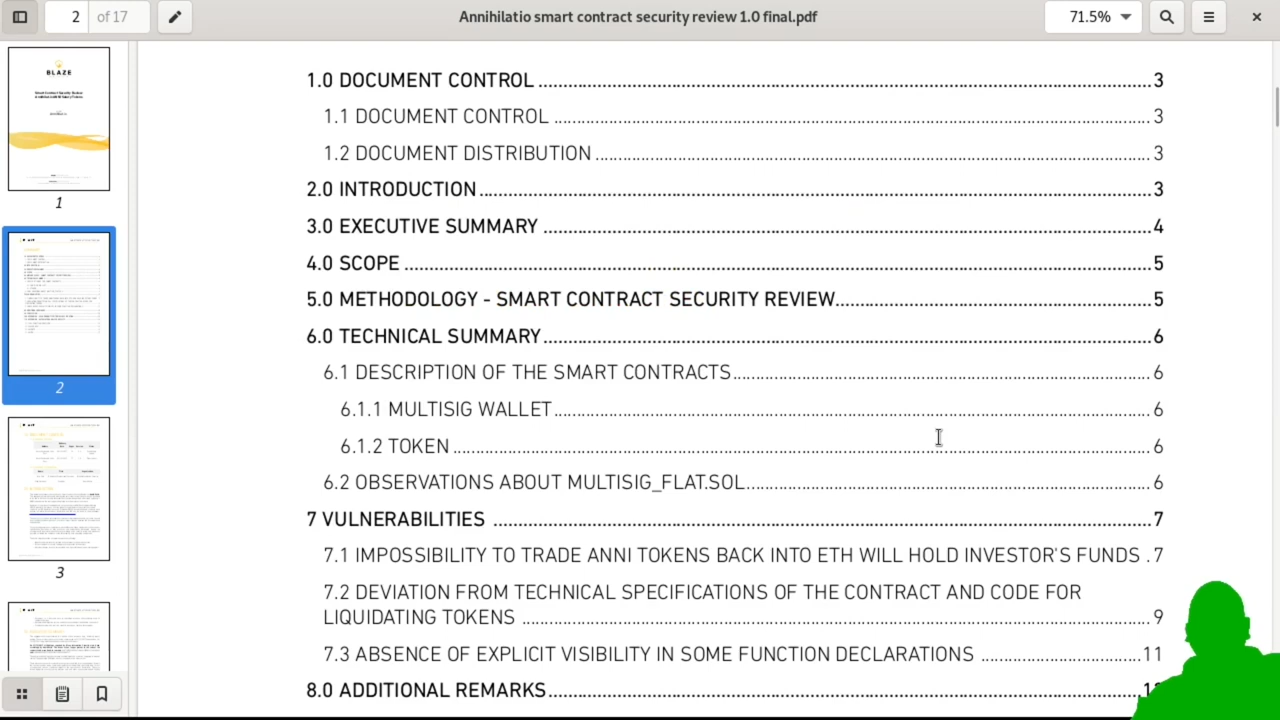 2
of 17
Annihilatio smart contract security review 1.0 final.pdf
71.5%
BLAZE
1
2
3
1.0 DOCUMENT CONTROL 3
1.1 DOCUMENT CONTROL 3
1.2 DOCUMENT DISTRIBUTION 3
2.0 INTRODUCTION 3
3.0 EXECUTIVE SUMMARY 4
4.0 SCOPE 5
5.0 METHODOLOGY - SMART CONTRACT SECURITY REVIEW 5
6.0 TECHNICAL SUMMARY 6
6.1 DESCRIPTION OF THE SMART CONTRACTS 6
6.1.1 MULTISIG WALLET 6
6.1.2 TOKEN 6
6.2 OBSERVATIONS ABOUT MULTISIG_FLAT.SOL 6
7
7.1 IMPOSSIBILITY TO TRADE ANNI TOKENS BACK INTO ETH WILL HOLD INVESTOR'S FUNDS . 7
7.2 DEVIATION FROM TECHNICAL SPECIFICATIONS OF THE CONTRACT AND CODE FOR
LIQUIDATING TOKENS 9
OF EXPLICIT VISIBILITY IN SOME FUNCTION DECLARATIONS 11
8.0 ADDITIONAL REMARKS